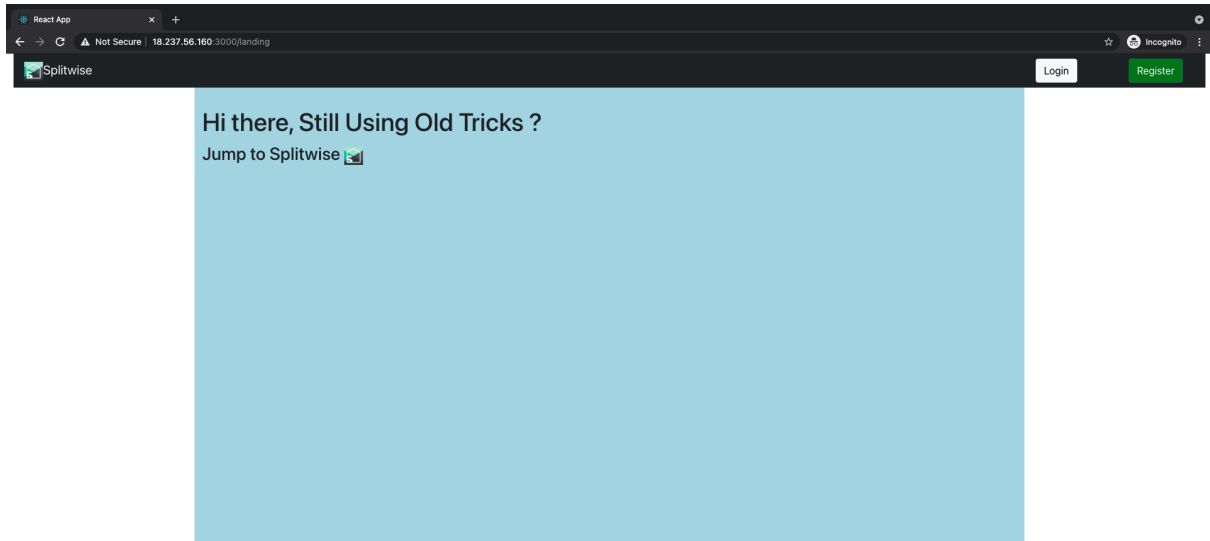 React App
Not Secure 18.237.56.160:3000/landing Incognito
Splitwise Login Register
Hi there, Still Using Old Tricks ?
Jump to Splitwise